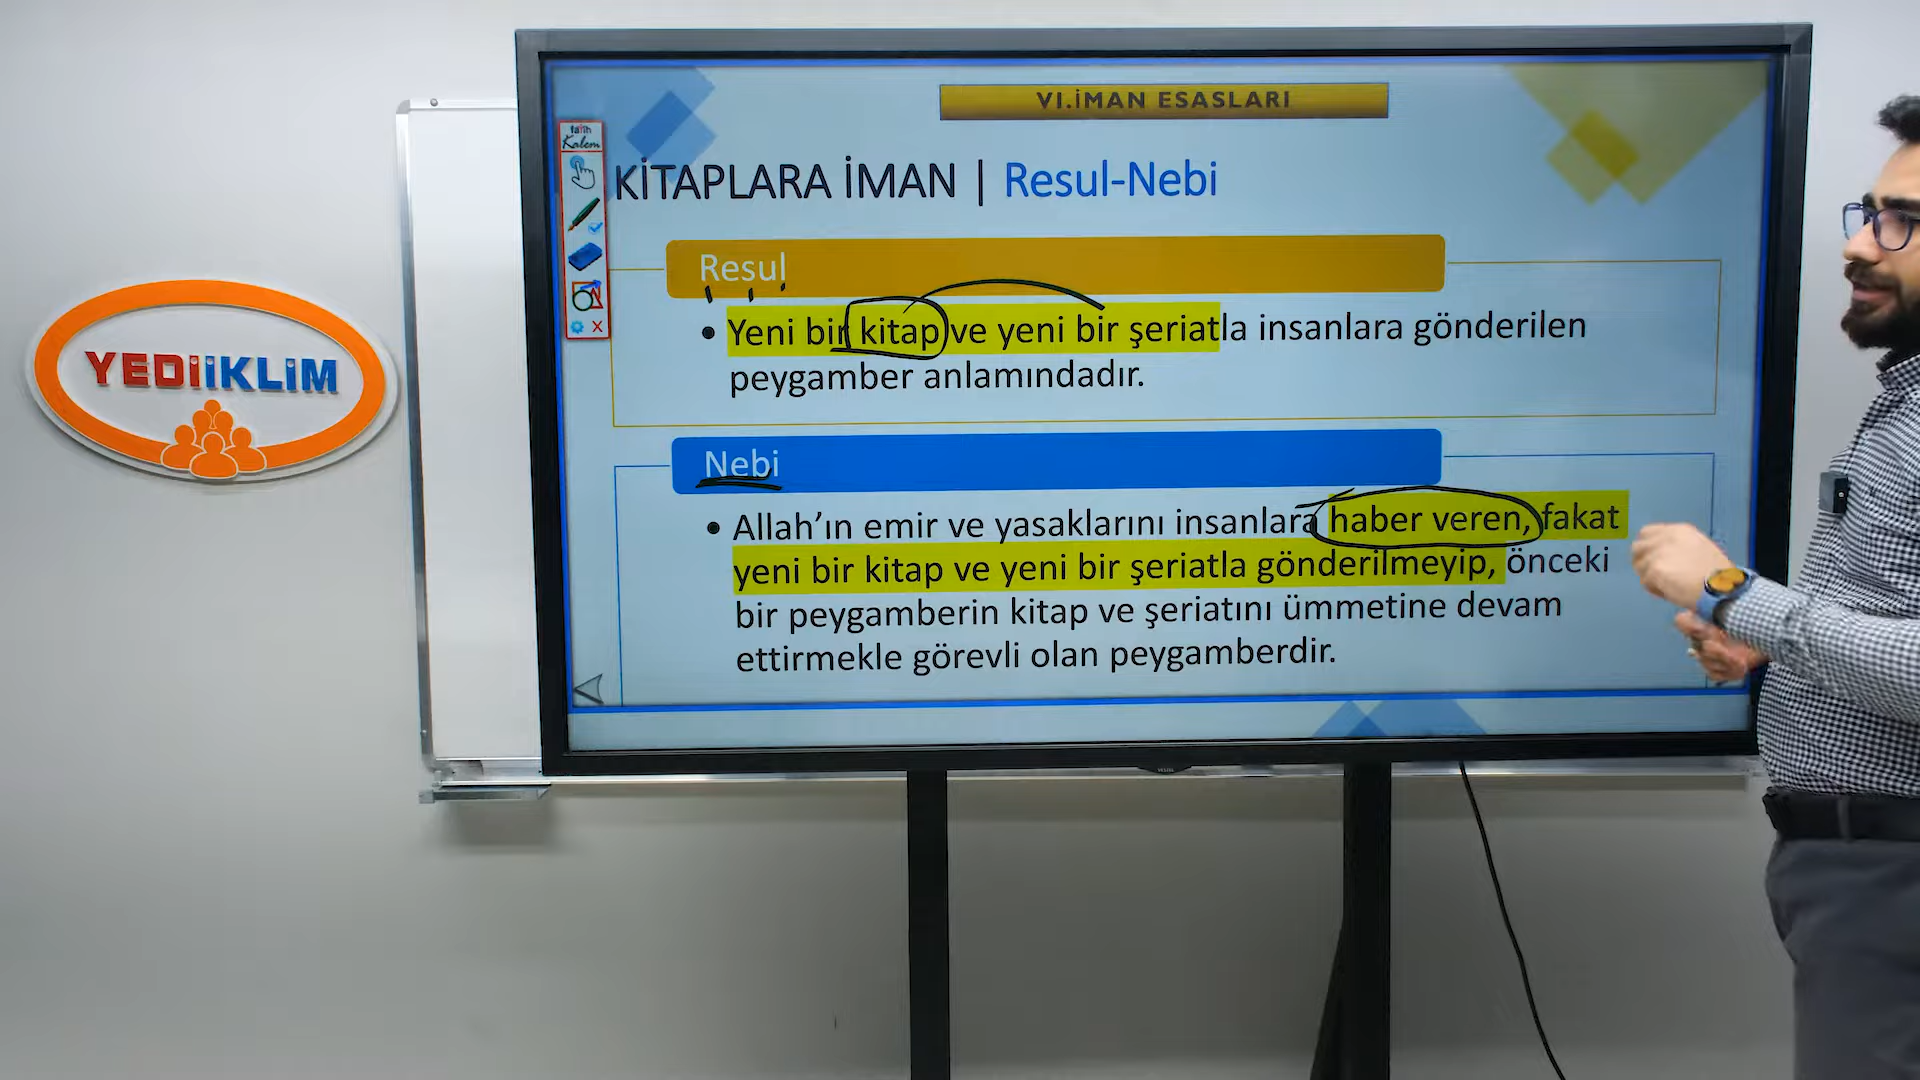 VI.İMAN ESASLARI
fatih
Kalem
KİTAPLARA İMAN | Resul-Nebi
Resul
• Yeni bir kitap ve yeni bir şeriatla insanlara gönderilen
peygamber anlamındadır.
YEDİİKLİM
Nebi
• Allah’ın emir ve yasaklarını insanlara haber veren, fakat
yeni bir kitap ve yeni bir şeriatla gönderilmeyip, önceki
bir peygamberin kitap ve şeriatını ümmetine devam
ettirmekle görevli olan peygamberdir.